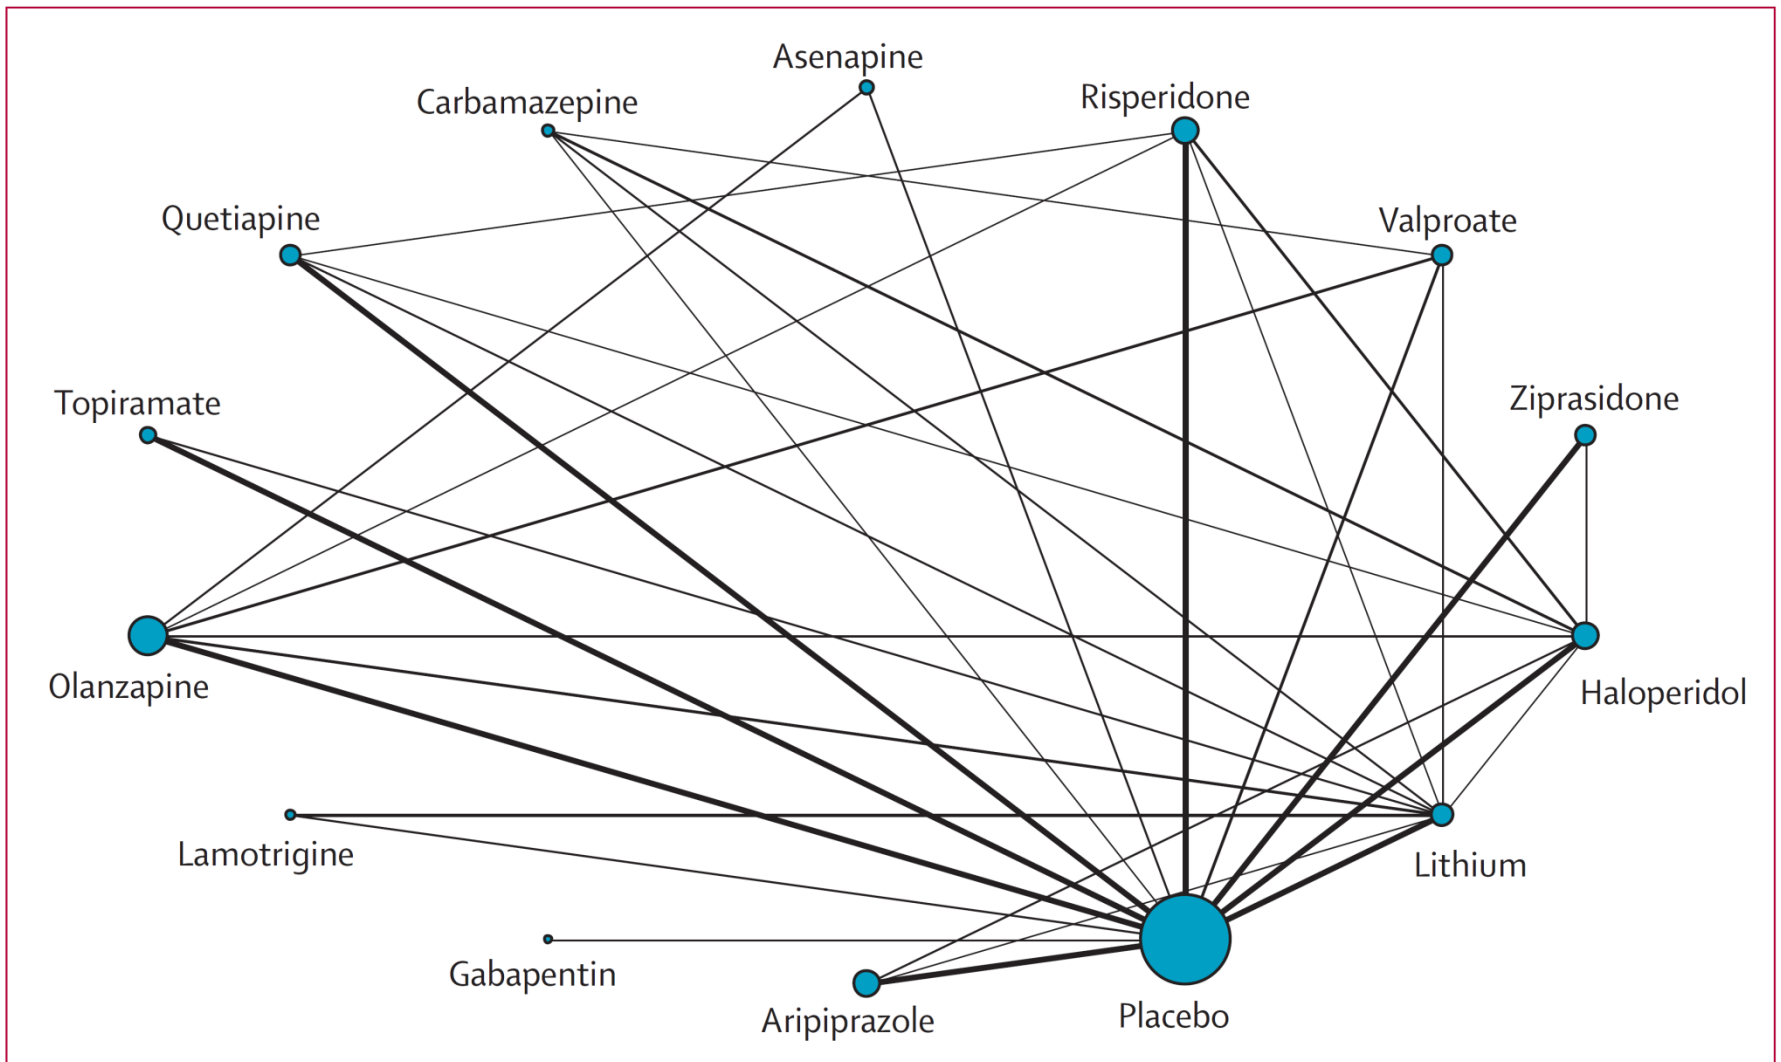 Asenapine
Carbamazepine
Risperidone
Quetiapine
Valproate
Topiramate
Ziprasidone
Olanzapine
Haloperidol
Lamotrigine
Lithium
Gabapentin
Aripiprazole
Placebo